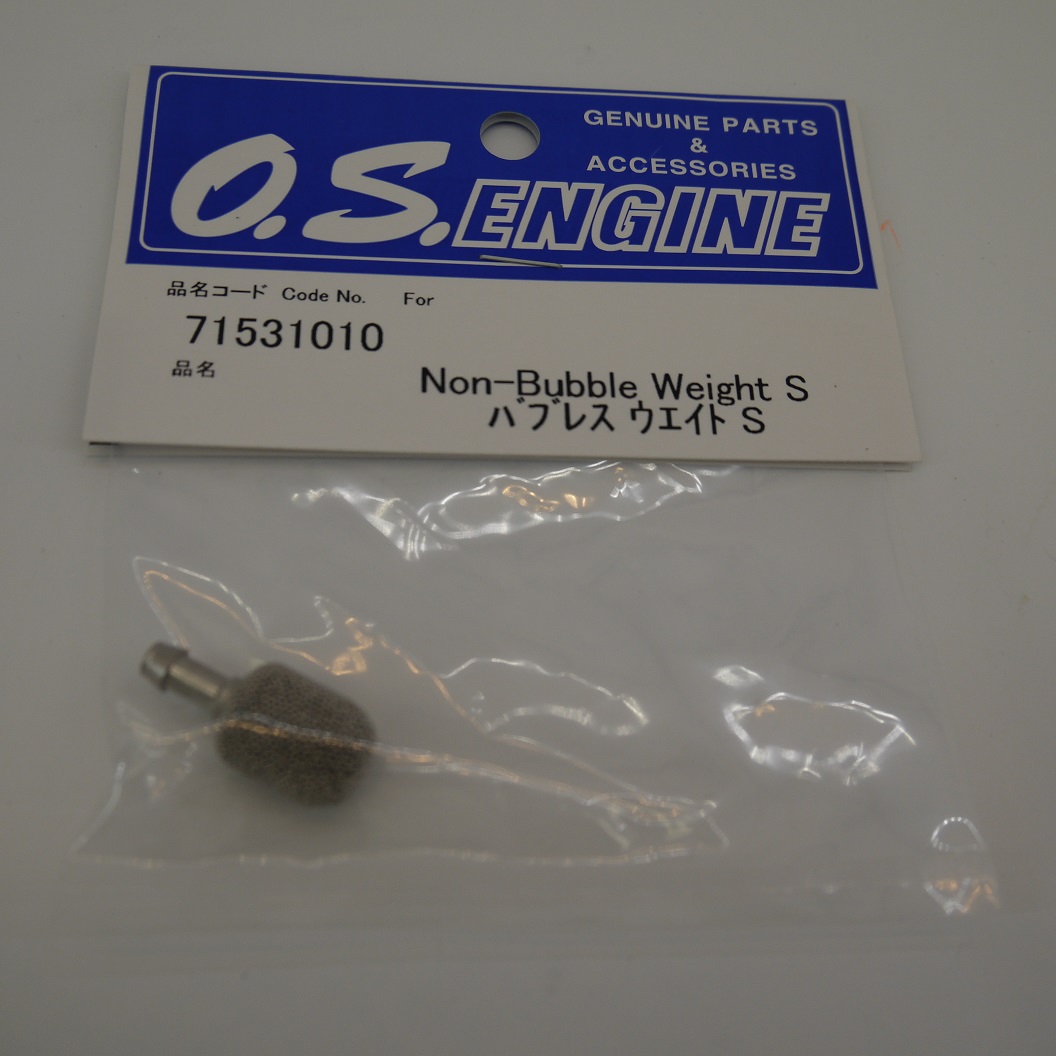 GENUINE PARTS
&
ACCESSORIES
O.S.ENGINE
品名コード Code No. For
71531010
品名
Non-Bubble Weight S
バブレス ウエイト S